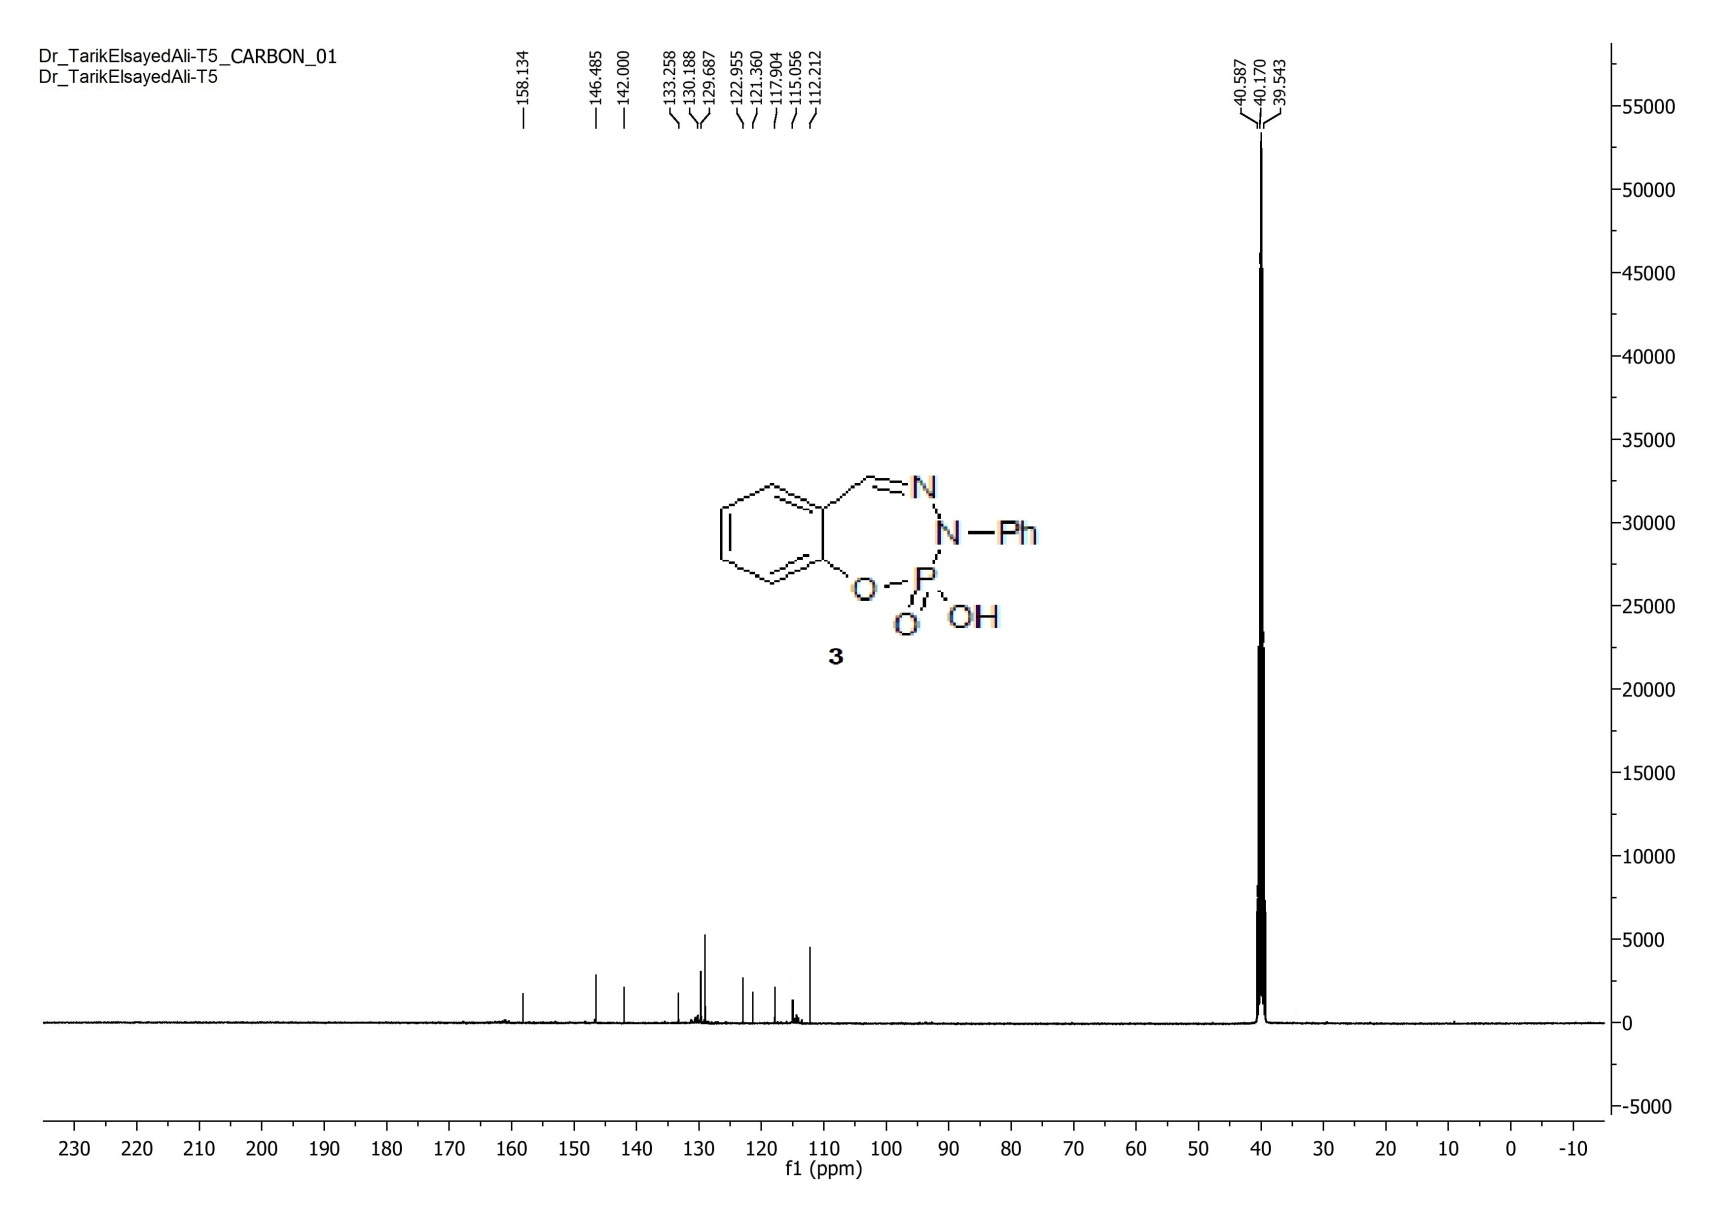 Dr_TarikElsayedAli-T5_CARBON_01
Dr_TarikElsayedAli-T5
158.134
146.485
142.000
133.258
130.188
129.687
122.955
121.360
117.904
115.056
112.212
40.587
40.170
39.543
55000
50000
45000
40000
35000
30000
25000
20000
15000
10000
5000
0
-5000
N
N
Ph
P
O
O
OH
3
230 220 210 200 190 180 170 160 150 140 130 120 110 100 90 80 70 60 50 40 30 20 10 0 -10
f1 (ppm)